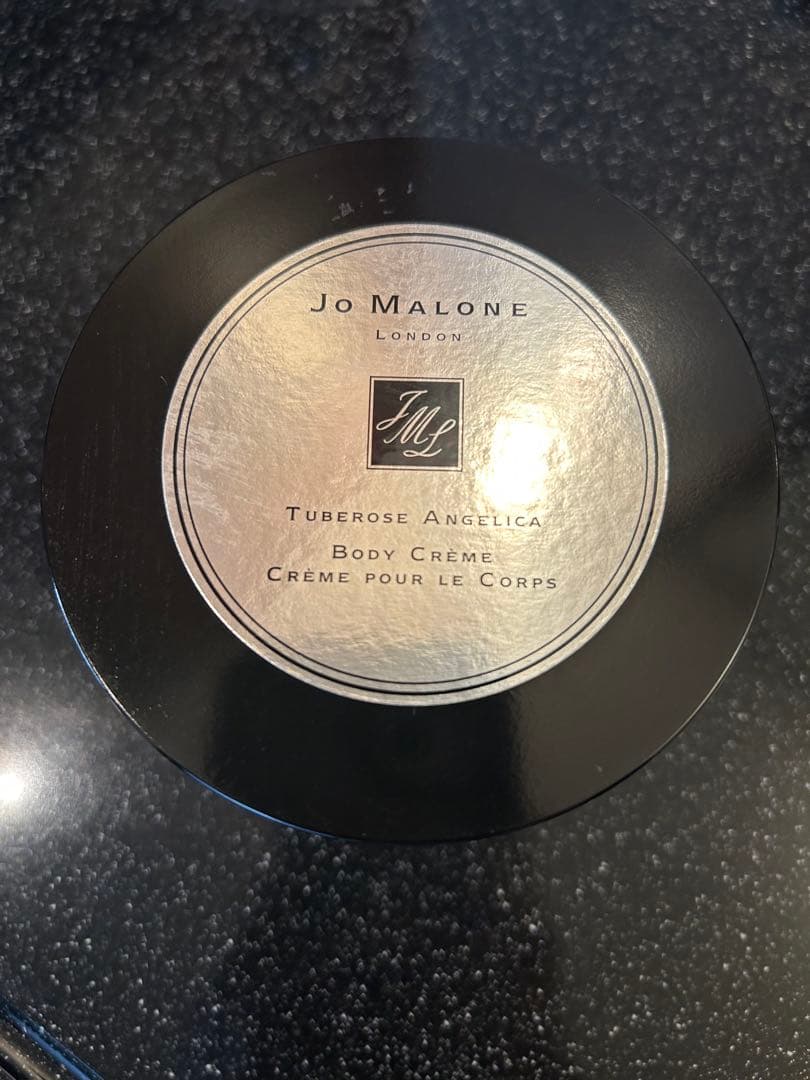 Jo Malone
London
JML
Tuberose Angelica
Body Crème
Crème pour le Corps